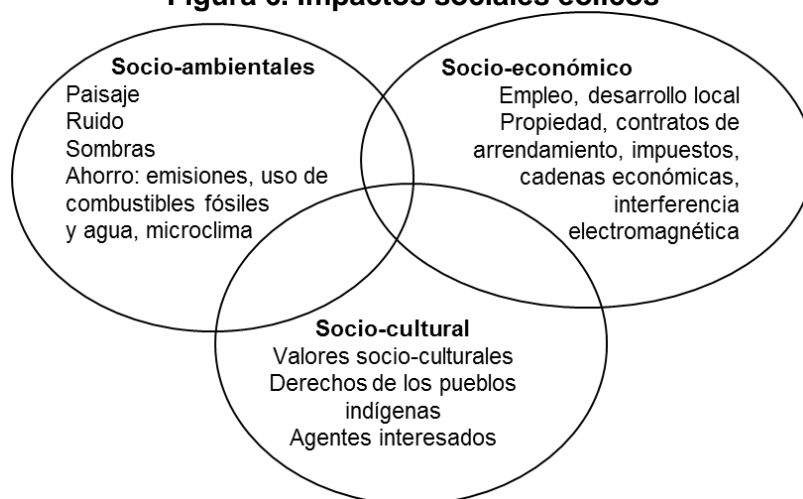 Figura 6. Impactos sociales eólicos
Socio-ambientales
Paisaje
Ruido
Sombras
Ahorro: emisiones, uso de
combustibles fósiles
y agua, microclima
Socio-económico
Empleo, desarrollo local
Propiedad, contratos de
arrendamiento, impuestos,
cadenas económicas,
interferencia
electromagnética
Socio-cultural
Valores socio-culturales
Derechos de los pueblos
indígenas
Agentes interesados